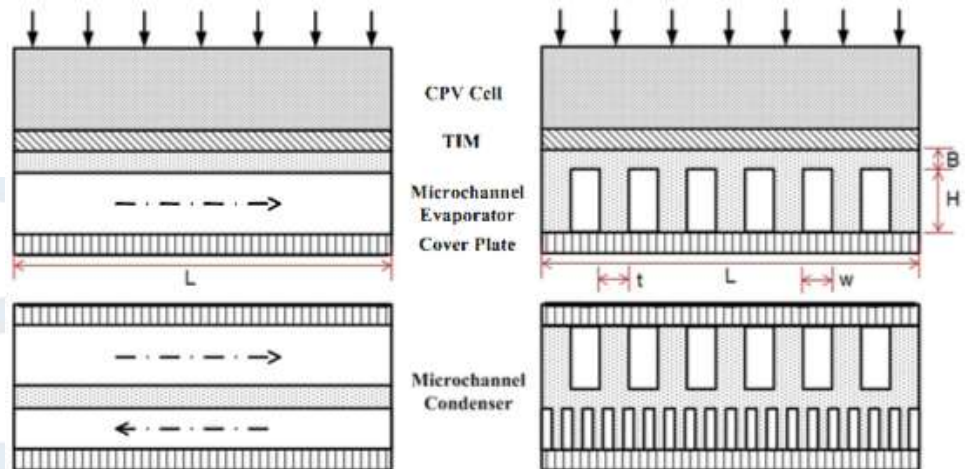 CPV Cell
TIM
Microchannel
Evaporator
Cover Plate
B
H
L
t
L
w
Microchannel
Condenser